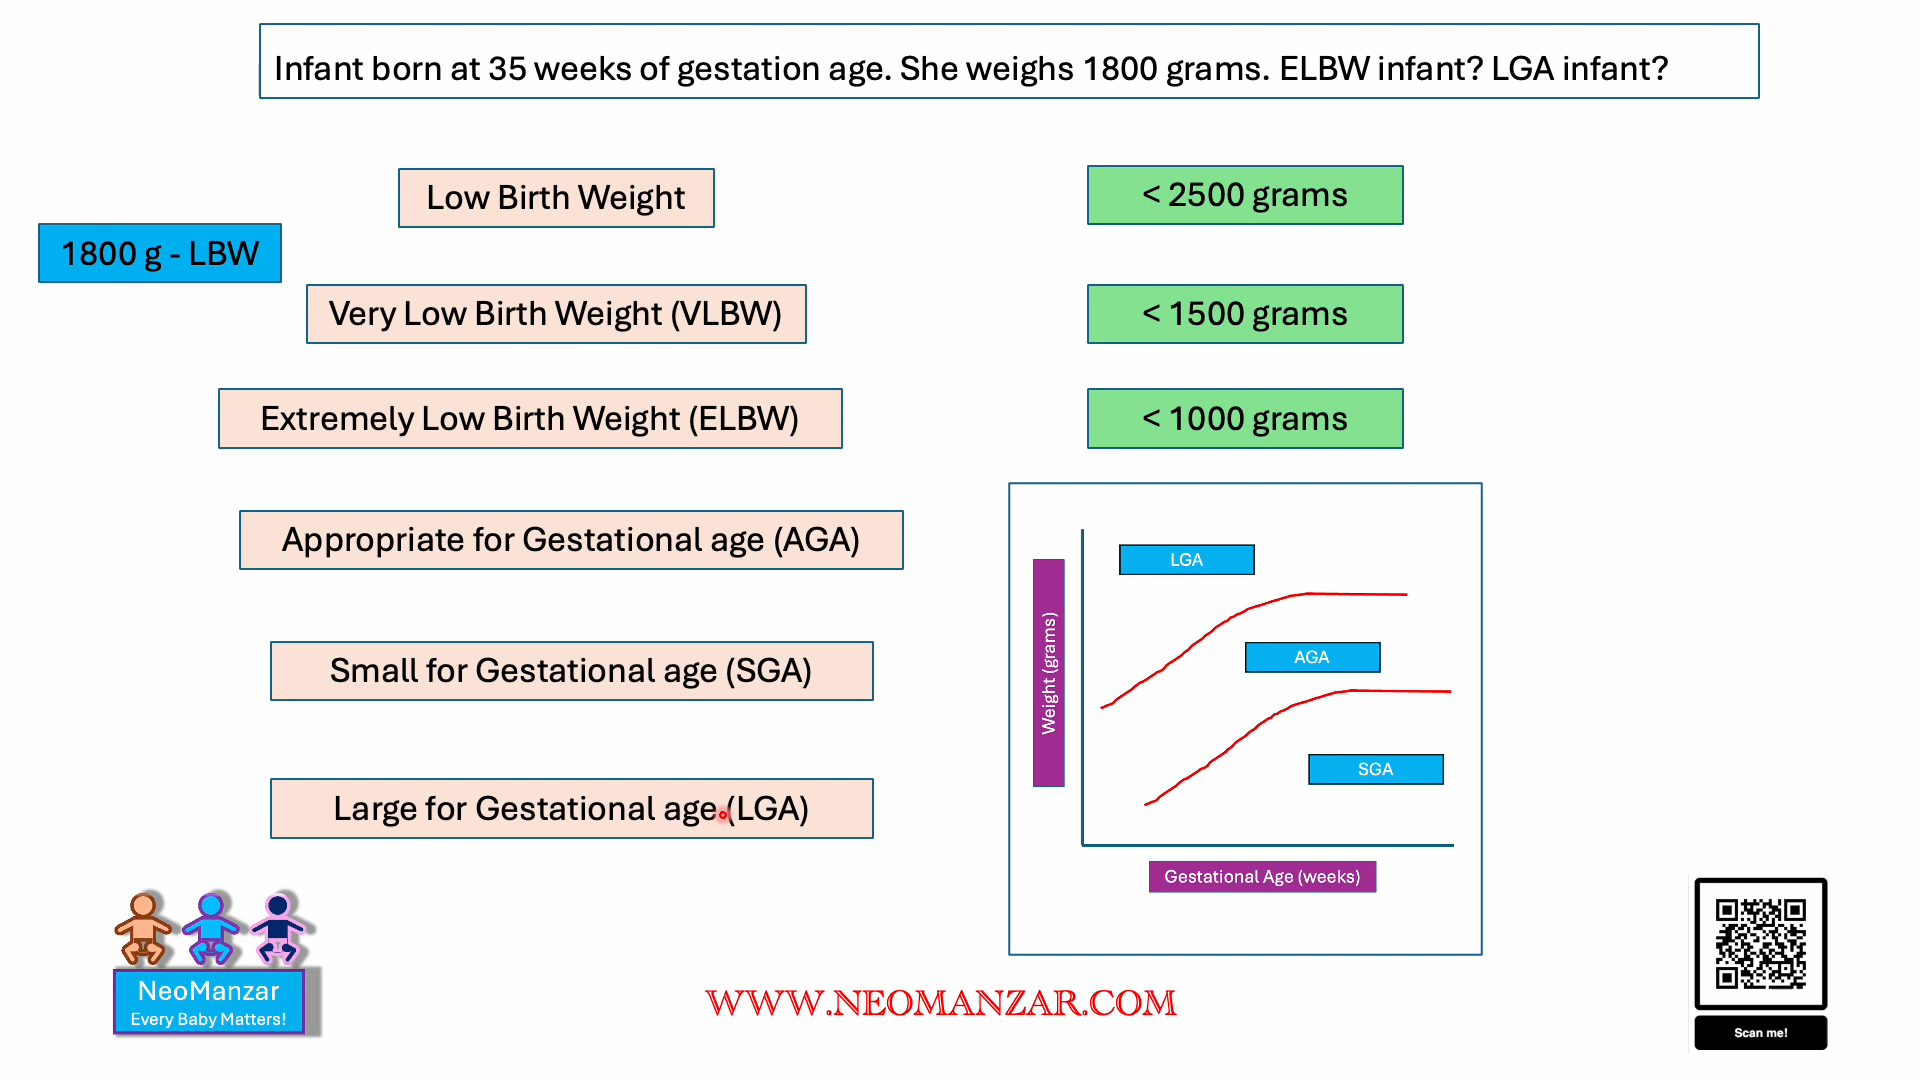 Infant born at 35 weeks of gestation age. She weighs 1800 grams. ELBW infant? LGA infant?
Low Birth Weight
< 2500 grams
1800 g - LBW
Very Low Birth Weight (VLBW)
< 1500 grams
Extremely Low Birth Weight (ELBW)
< 1000 grams
Appropriate for Gestational age (AGA)
Small for Gestational age (SGA)
Large for Gestational age (LGA)
LGA
AGA
SGA
Weight (grams)
Gestational Age (weeks)
NeoManzar
Every Baby Matters!
WWW.NEOMANZAR.COM
Scan me!